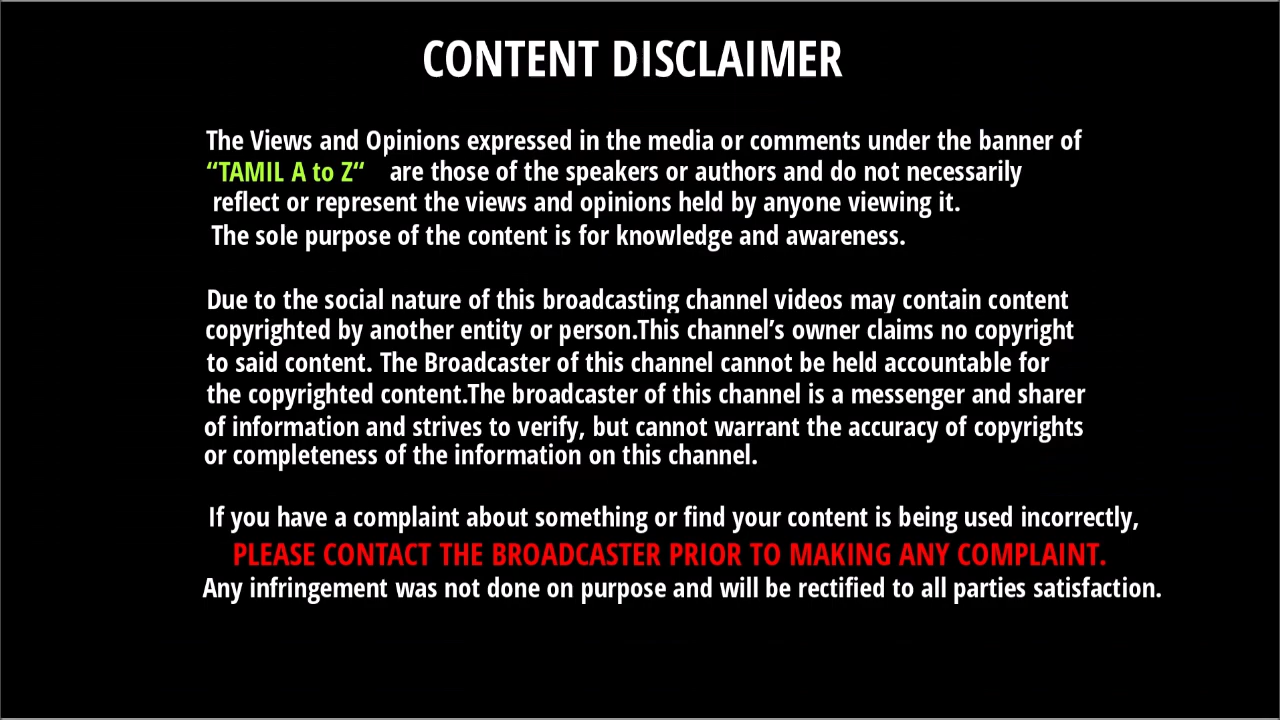 CONTENT DISCLAIMER
The Views and Opinions expressed in the media or comments under the banner of
“TAMIL A to Z“ are those of the speakers or authors and do not necessarily
reflect or represent the views and opinions held by anyone viewing it.
The sole purpose of the content is for knowledge and awareness.
Due to the social nature of this broadcasting channel videos may contain content
copyrighted by another entity or person.This channel’s owner claims no copyright
to said content. The Broadcaster of this channel cannot be held accountable for
the copyrighted content.The broadcaster of this channel is a messenger and sharer
of information and strives to verify, but cannot warrant the accuracy of copyrights
or completeness of the information on this channel.
If you have a complaint about something or find your content is being used incorrectly,
PLEASE CONTACT THE BROADCASTER PRIOR TO MAKING ANY COMPLAINT.
Any infringement was not done on purpose and will be rectified to all parties satisfaction.